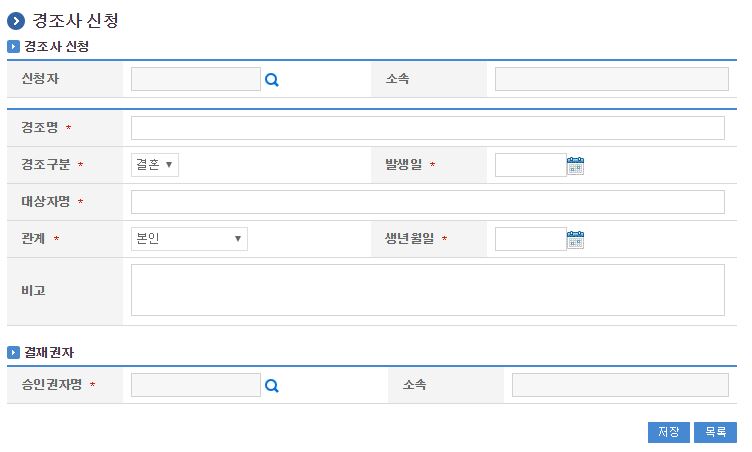 경조사 신청
경조사 신청
신청자 소속
경조명 *
경조구분 * 결혼 ▼ 발생일 *
대상자명 *
관계 * 본인 ▼ 생년월일 *
비고
결재권자
승인권자명 * 소속
저장 목록